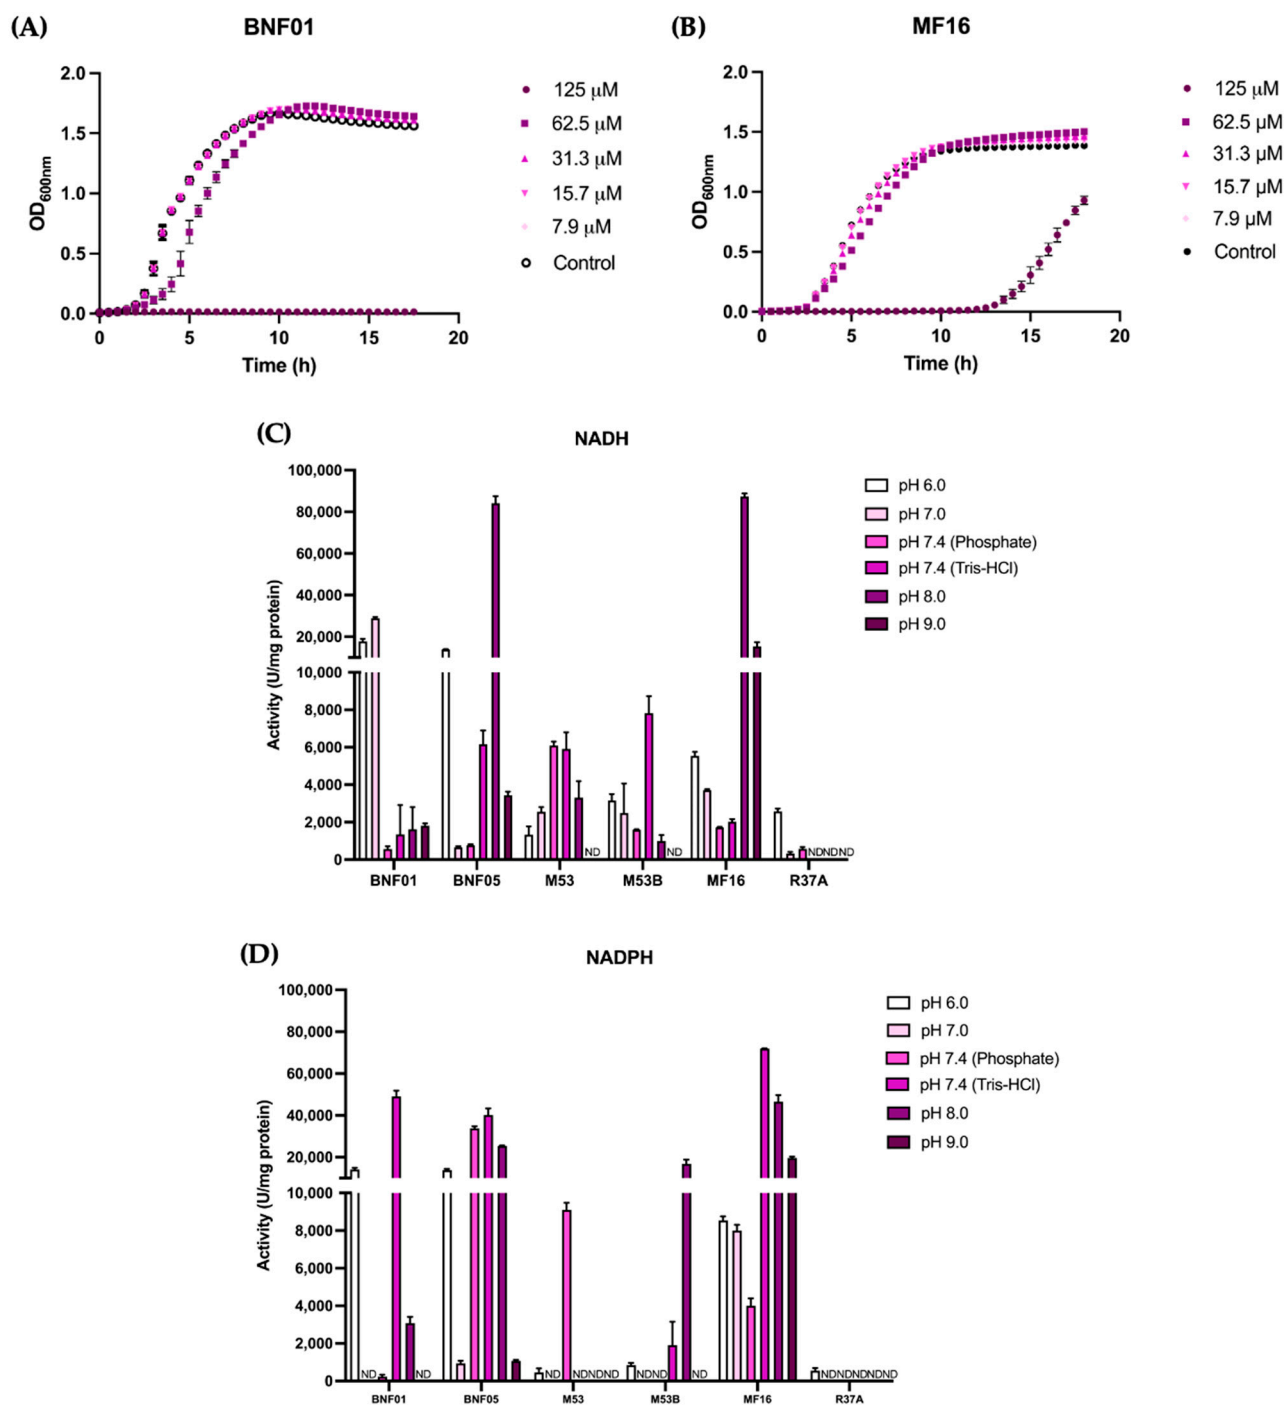 (A)
BNF01
2.0
1.5
1.0
0.5
0.0
OD600nm
0 5 10 15 20
Time (h)
125 µM
62.5 µM
31.3 µM
15.7 µM
7.9 µM
Control
(B)
MF16
2.0
1.5
1.0
0.5
0.0
OD600nm
0 5 10 15 20
Time (h)
125 µM
62.5 µM
31.3 µM
15.7 µM
7.9 µM
Control
(C)
NADH
100,000
80,000
60,000
40,000
20,000
10,000
8,000
6,000
4,000
2,000
0
Activity (U/mg protein)
ND ND NDNDND
BNF01 BNF05 M53 M53B MF16 R37A
pH 6.0
pH 7.0
pH 7.4 (Phosphate)
pH 7.4 (Tris-HCl)
pH 8.0
pH 9.0
(D)
NADPH
100,000
80,000
60,000
40,000
20,000
10,000
8,000
6,000
4,000
2,000
0
Activity (U/mg protein)
ND ND ND NDNDND NDND ND NDNDNDNDND
BNF01 BNF05 M53 M53B MF16 R37A
pH 6.0
pH 7.0
pH 7.4 (Phosphate)
pH 7.4 (Tris-HCl)
pH 8.0
pH 9.0